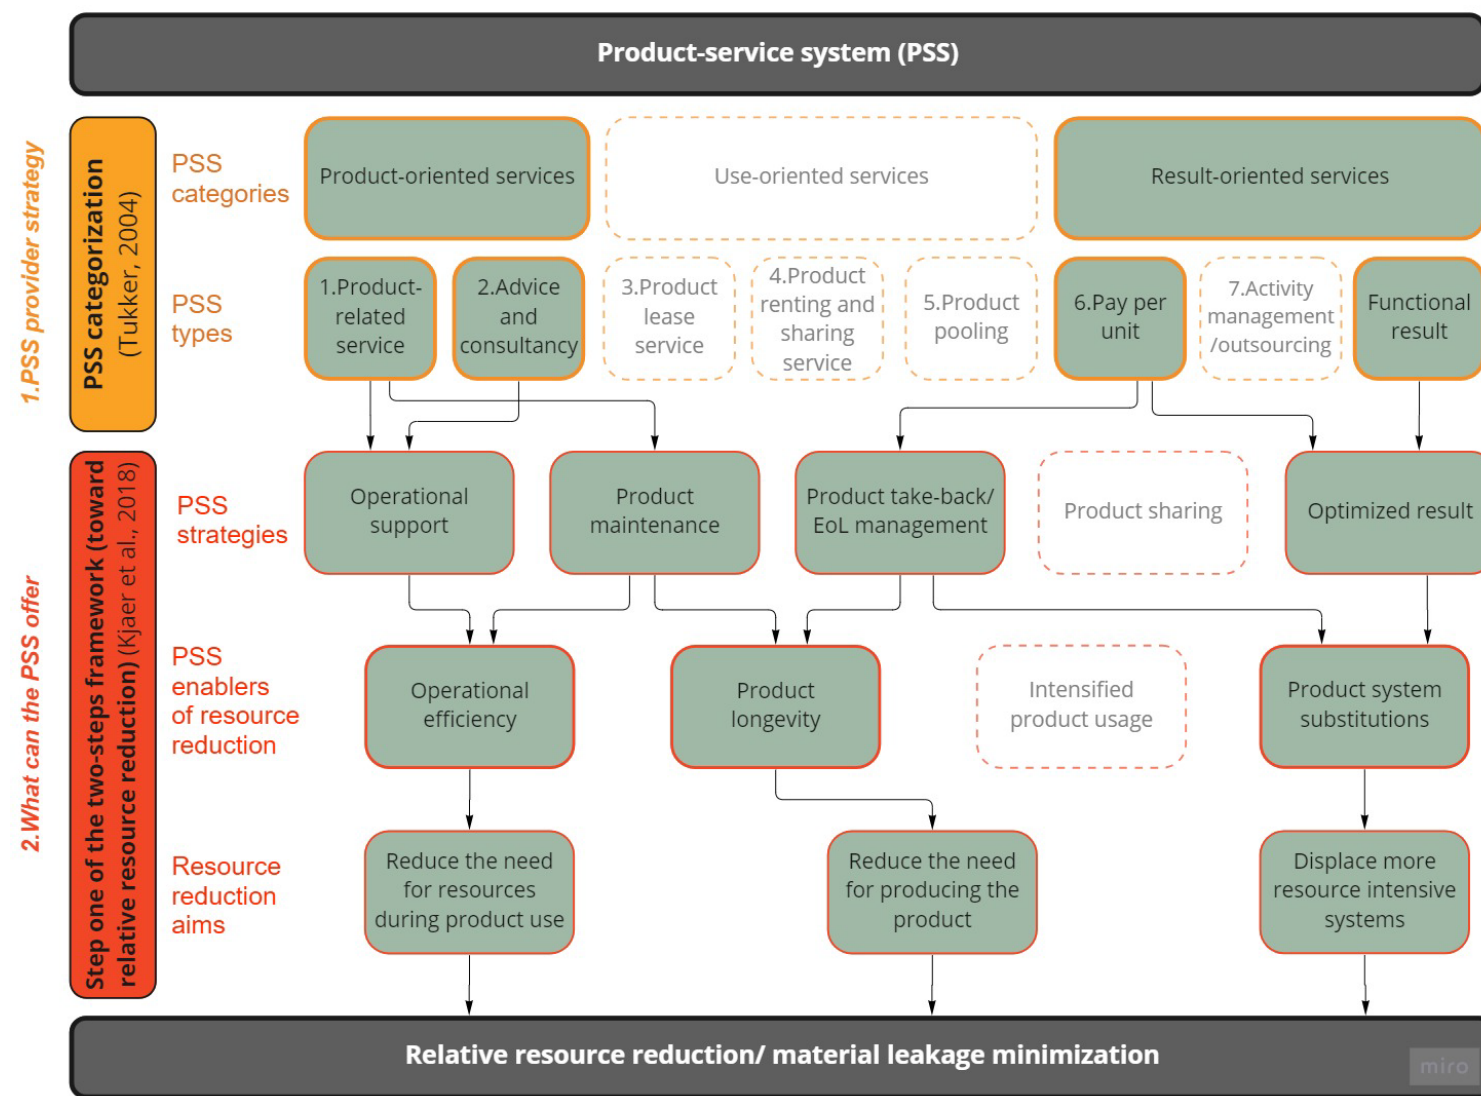 Product-service system (PSS)
1.PSS provider strategy
PSS categorization
(Tukker, 2004)
PSS
categories
Product-oriented services
Use-oriented services
Result-oriented services
PSS
types
1.Product-
related
service
2.Advice
and
consultancy
3.Product
lease
service
4.Product
renting and
sharing
service
5.Product
pooling
6.Pay per
unit
7.Activity
management
/outsourcing
Functional
result
2.What can the PSS offer
Step one of the two-steps framework (toward
relative resource reduction) (Kjaer et al., 2018)
PSS
strategies
Operational
support
Product
maintenance
Product take-back/
EoL management
Product sharing
Optimized result
PSS
enablers
of resource
reduction
Operational
efficiency
Product
longevity
Intensified
product usage
Product system
substitutions
Resource
reduction
aims
Reduce the need
for resources
during product use
Reduce the need
for producing the
product
Displace more
resource intensive
systems
Relative resource reduction/ material leakage minimization
miro